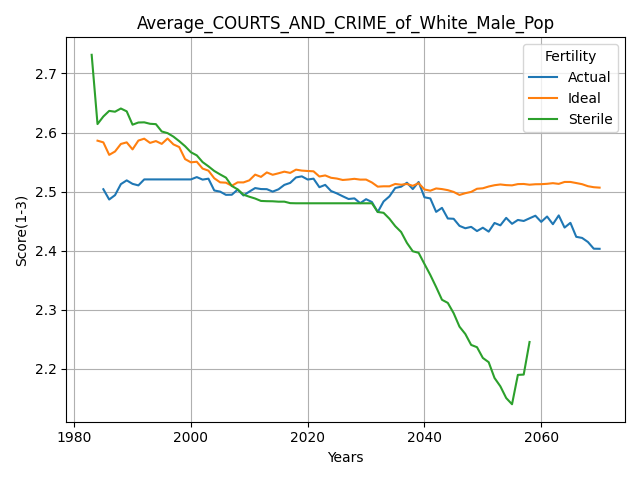 Average_COURTS_AND_CRIME_of_White_Male_Pop
Fertility
Actual
Ideal
Sterile
Score(1-3)
2.7
2.6
2.5
2.4
2.3
2.2
1980 2000 2020 2040 2060
Years